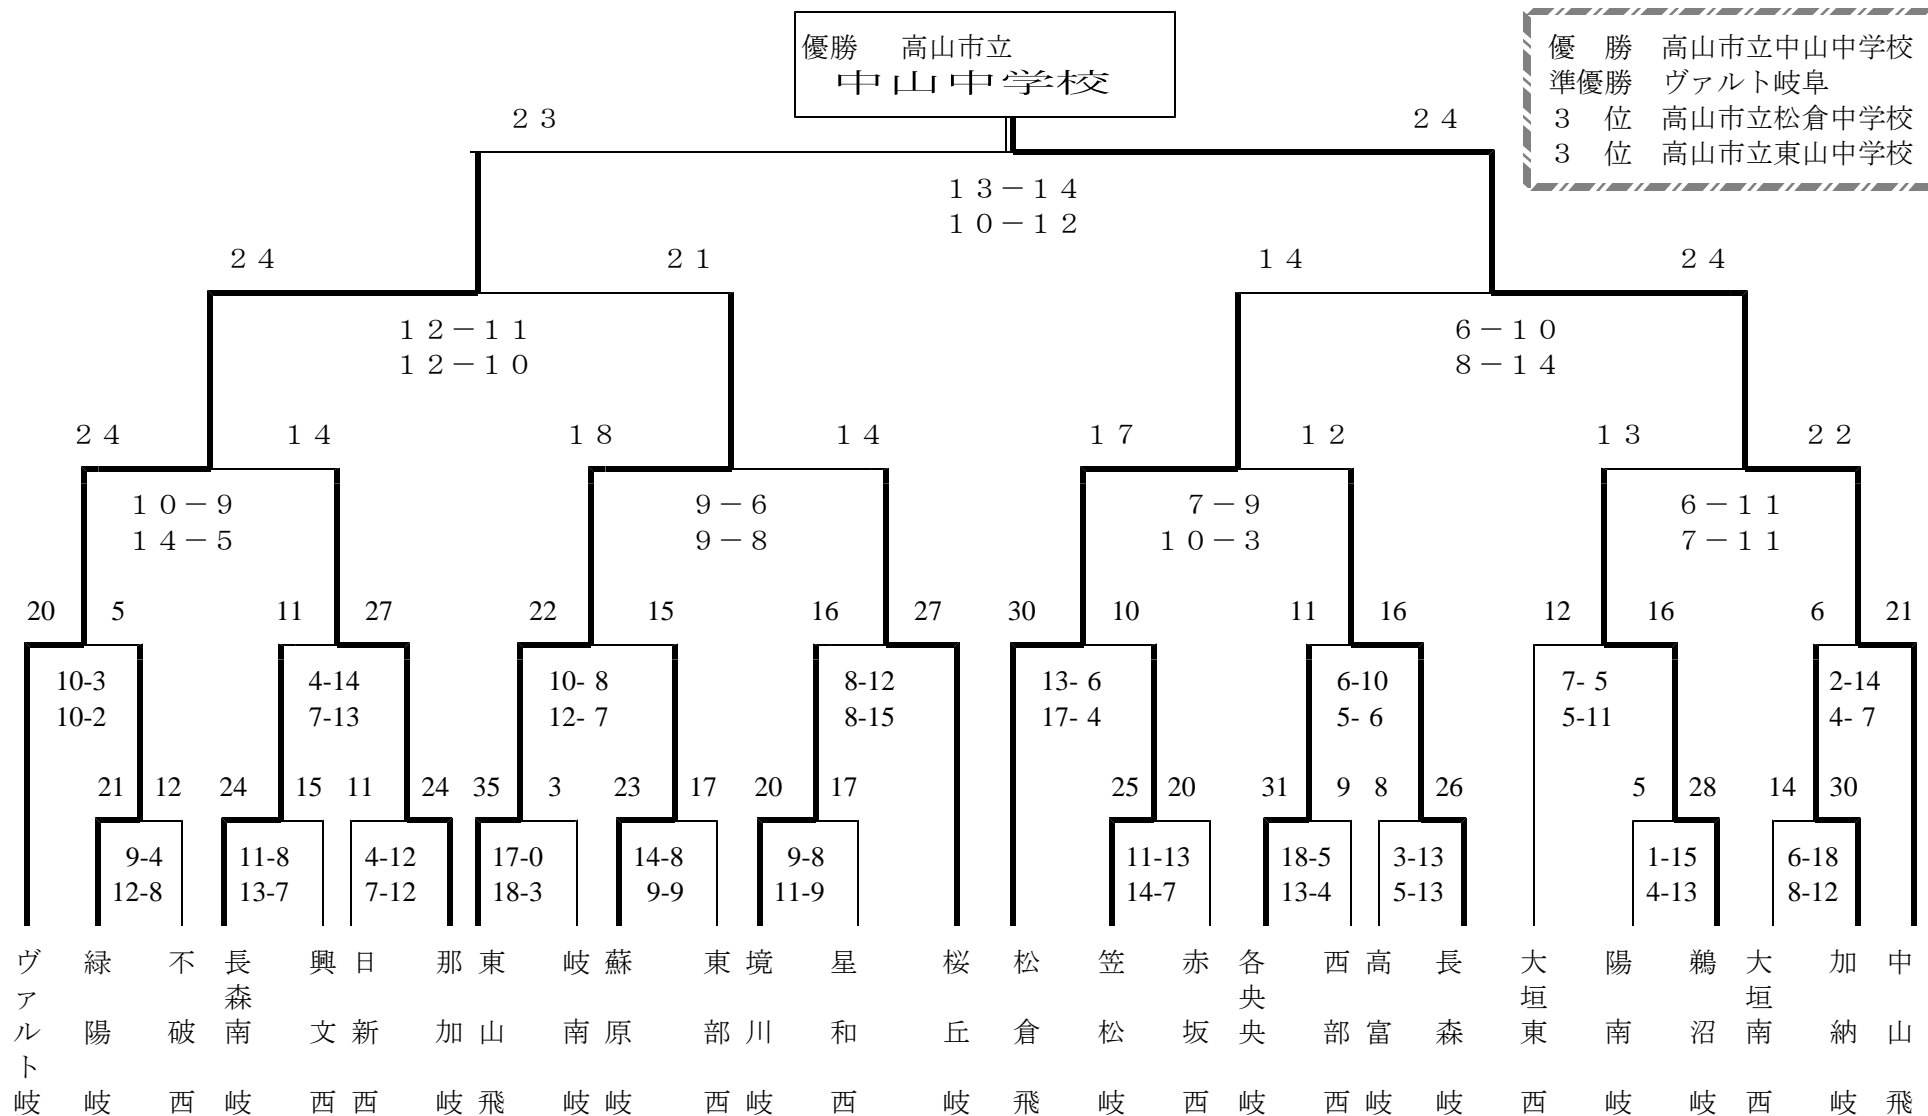 優勝　高山市立
中山中学校
優　勝　高山市立中山中学校
準優勝　ヴァルト岐阜
３　位　高山市立松倉中学校
３　位　高山市立東山中学校
２３　２４
１３－１４
１０－１２
２４　２１　１４　２４
１２－１１　６－１０
１２－１０　８－１４
２４　１４　１８　１４　１７　１２　１３　２２
１０－９　９－６　７－９　６－１１
１４－５　９－８　１０－３　７－１１
20 5 11 27 22 15 16 27 30 10 11 16 12 16 6 21
10-3 4-14 10- 8 8-12 13- 6 6-10 7- 5 2-14
10-2 7-13 12- 7 8-15 17- 4 5- 6 5-11 4- 7
21 12 24 15 11 24 35 3 23 17 20 17 25 20 31 9 8 26 5 28 14 30
9-4 11-8 4-12 17-0 14-8 9-8 11-13 18-5 3-13 1-15 6-18
12-8 13-7 7-12 18-3 9-9 11-9 14-7 13-4 5-13 4-13 8-12
ヴァルト岐
緑陽岐
不破西
長森南岐
興文西
日新西
那加岐
東山飛
岐南岐
蘇原岐
東部西
境川岐
星和西
桜丘岐
松倉飛
笠松岐
赤坂西
各央央岐
西部西
高富岐
長森岐
大垣東西
陽南岐
鵜沼岐
大垣南西
加納岐
中山飛